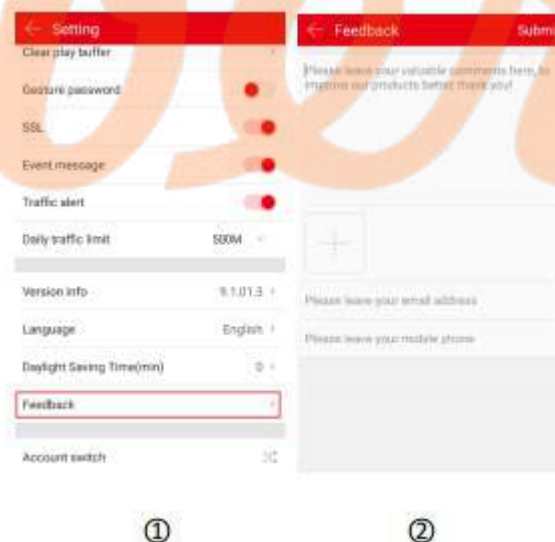 Setting
Clear play buffer
Gesture password
SSL
Event message
Traffic alert
Daily traffic limit 500M
Version info 9.1.01.3
Language English
Daylight Saving Time(min) 0
Feedback
Account switch
①
Feedback Submi
Please leave your valuable comments here, to
improve our products better, thank you!
Please leave your email address
Please leave your mobile phone
②